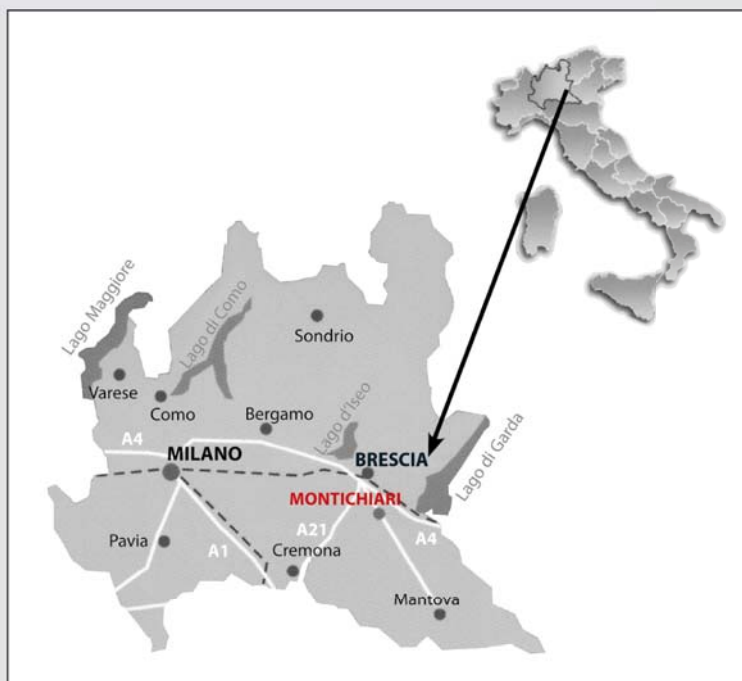 Lago Maggiore
Lago di Como
Sondrio
Varese
Como
Bergamo
Lago d'Iseo
Lago di Garda
A4
MILANO
BRESCIA
MONTICHIARI
Pavia
A1
A21
Cremona
A4
Mantova